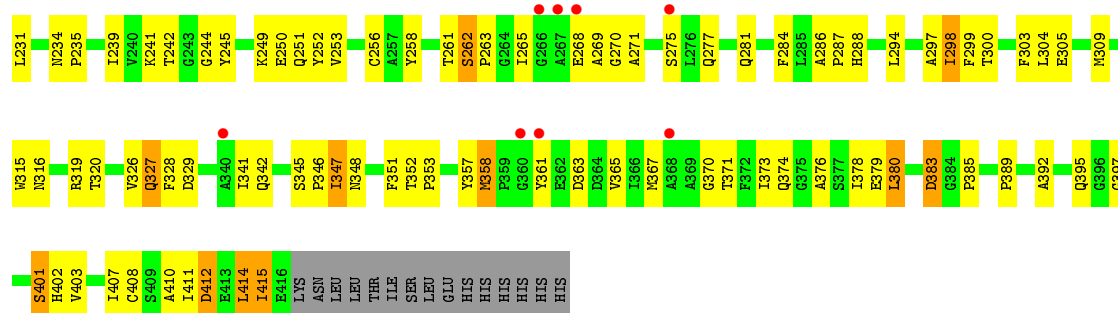 L231 N234 P235 I239 V240 K241 T242 G243 G244 Y245 K249 E250 Q251 Y252 V253 C256 A257 Y258 T261 S262 P263 G264 I265 G266 A267 E268 A269 G270 A271 S275 L276 Q277 Q281 F284 L285 A286 P287 H288 L294 A297 I298 F299 T300 F303 L304 E305 M309
W315 N316 R319 T320 V326 Q327 F328 D329 A340 I341 Q342 S345 P346 I347 N348 F351 T352 P353 Y357 M358 P359 G360 Y361 E362 D363 D364 V365 I366 M367 A368 A369 G370 T371 F372 I373 Q374 G375 A376 S377 I378 E379 L380 D383 G384 P385 P389 A392 Q395 G396 G397
S401 H402 V403 I407 C408 S409 A410 I411 D412 E413 L414 I415 E416 LYS ASN LEU LEU THR ILE SER LEU GLU HIS HIS HIS HIS HIS HIS